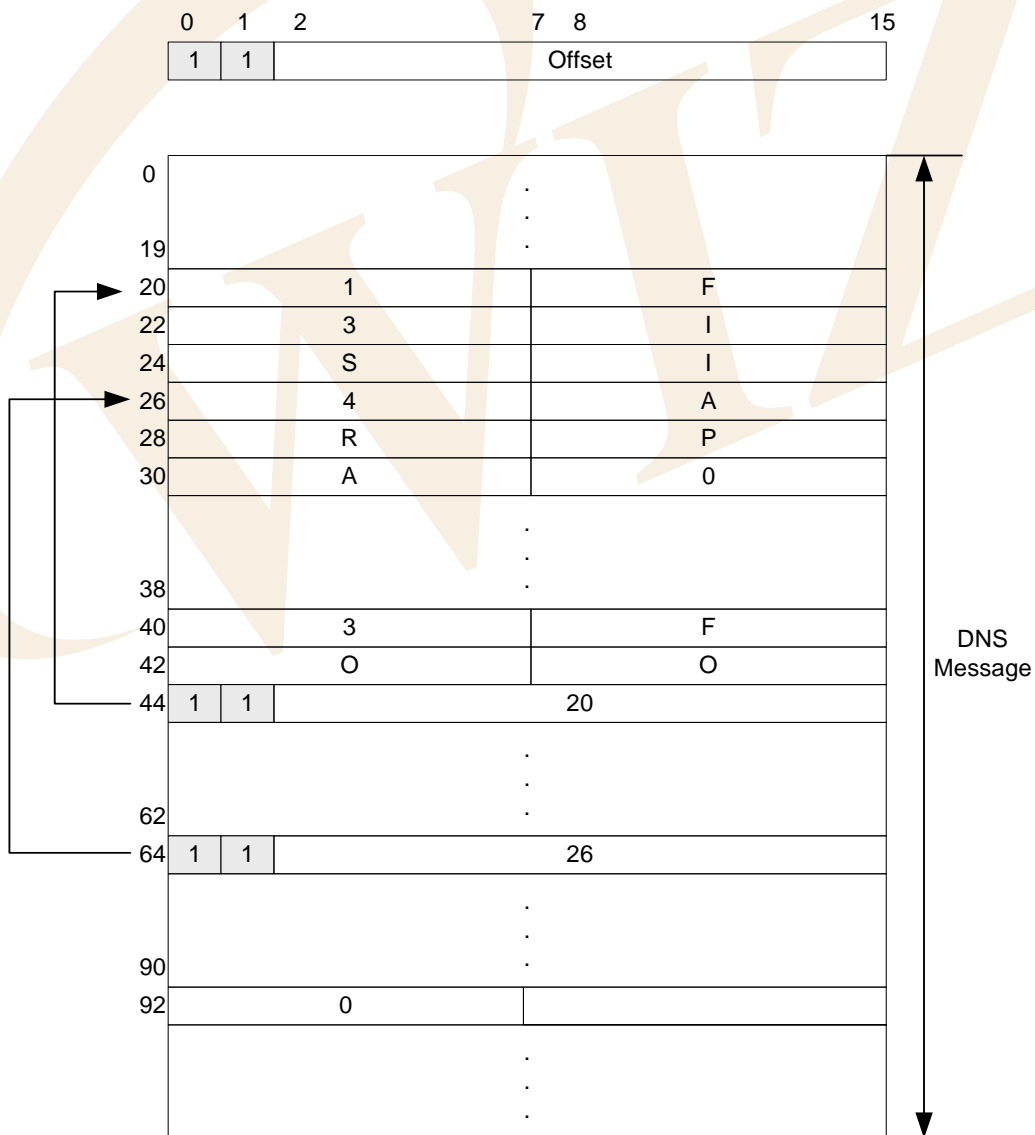 0 1 2 7 8 15
1 1 Offset
0
.
.
19 .
20 1 F
22 3 I
24 S I
26 4 A
28 R P
30 A 0
.
.
38 .
40 3 F
42 O O
44 1 1 20
.
.
62 .
64 1 1 26
.
.
90 .
92 0
.
.
.
DNS
Message
WIZ